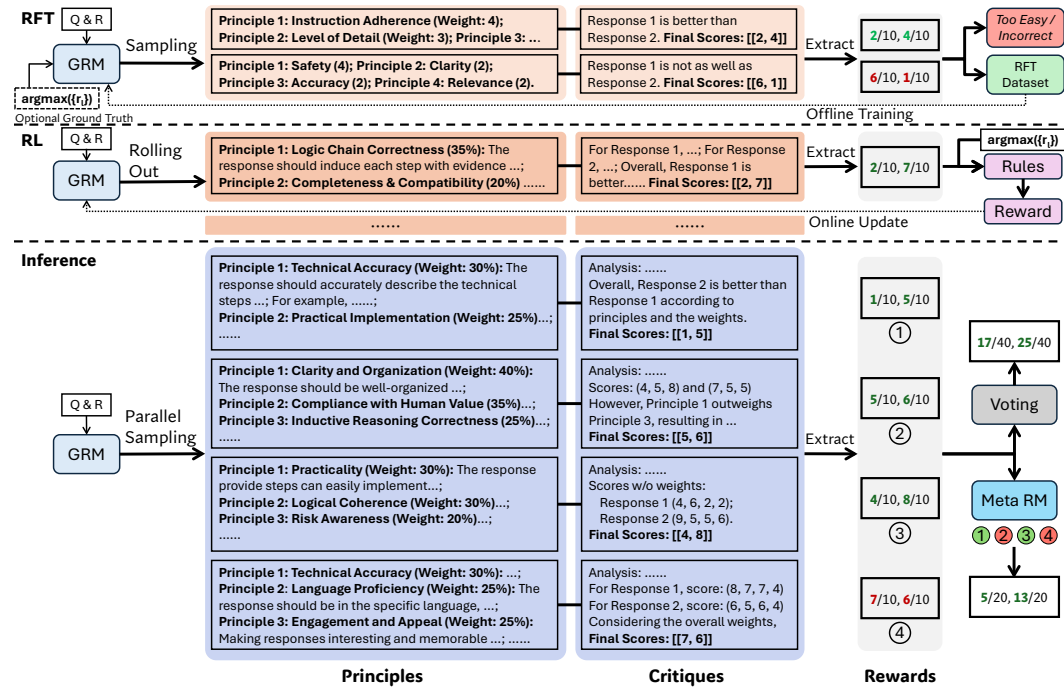 RFT
Q & R
GRM
argmax({rᵢ})
Optional Ground Truth
Sampling
Principle 1: Instruction Adherence (Weight: 4);
Principle 2: Level of Detail (Weight: 3); Principle 3: ...
Principle 1: Safety (4); Principle 2: Clarity (2);
Principle 3: Accuracy (2); Principle 4: Relevance (2).
Response 1 is better than
Response 2. Final Scores: [[2, 4]]
Response 1 is not as well as
Response 2. Final Scores: [[6, 1]]
Extract
2/10, 4/10
6/10, 1/10
Too Easy /
Incorrect
RFT
Dataset
Offline Training
RL
Q & R
GRM
Rolling
Out
Principle 1: Logic Chain Correctness (35%): The
response should induce each step with evidence ...;
Principle 2: Completeness & Compatibility (20%) ......
For Response 1, ...; For Response
2, ...; Overall, Response 1 is
better...... Final Scores: [[2, 7]]
Extract
2/10, 7/10
argmax({rᵢ})
Rules
Reward
Online Update
......
......
Inference
Q & R
GRM
Parallel
Sampling
Principle 1: Technical Accuracy (Weight: 30%): The
response should accurately describe the technical
steps ...; For example, ......;
Principle 2: Practical Implementation (Weight: 25%)...;
......
Analysis: ......
Overall, Response 2 is better than
Response 1 according to
principles and the weights.
Final Scores: [[1, 5]]
Principle 1: Clarity and Organization (Weight: 40%):
The response should be well-organized ...;
Principle 2: Compliance with Human Value (35%)...;
Principle 3: Inductive Reasoning Correctness (25%)...;
......
Analysis: ......
Scores: (4, 5, 8) and (7, 5, 5)
However, Principle 1 outweighs
Principle 3, resulting in ...
Final Scores: [[5, 6]]
Principle 1: Practicality (Weight: 30%): The response
provide steps can easily implement...;
Principle 2: Logical Coherence (Weight: 30%)...;
Principle 3: Risk Awareness (Weight: 20%)...;
......
Analysis: ......
Scores w/o weights:
Response 1 (4, 6, 2, 2);
Response 2 (9, 5, 5, 6).
Final Scores: [[4, 8]]
Principle 1: Technical Accuracy (Weight: 30%): ...;
Principle 2: Language Proficiency (Weight: 25%): The
response should be in the specific language, ...;
Principle 3: Engagement and Appeal (Weight: 25%):
Making responses interesting and memorable ...; ......
Analysis: ......
For Response 1, score: (8, 7, 7, 4)
For Response 2, score: (6, 5, 6, 4)
Considering the overall weights,
Final Scores: [[7, 6]]
Extract
1/10, 5/10
1
5/10, 6/10
2
4/10, 8/10
3
7/10, 6/10
4
17/40, 25/40
Voting
Meta RM
1 2 3 4
5/20, 13/20
Principles
Critiques
Rewards